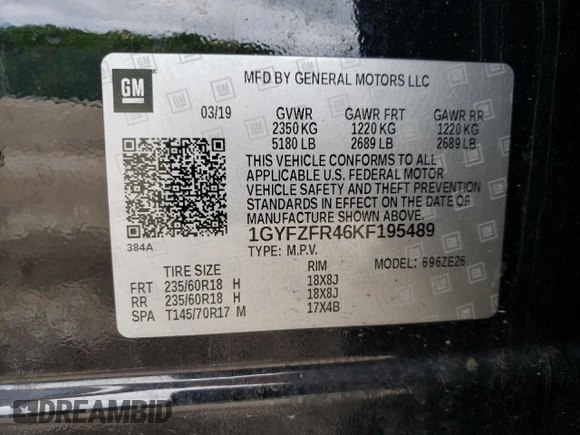 GM
MFD BY GENERAL MOTORS LLC
03/19 GVWR GAWR FRT GAWR RR
2350 KG 1220 KG 1220 KG
5180 LB 2689 LB 2689 LB
THIS VEHICLE CONFORMS TO ALL
APPLICABLE U.S. FEDERAL MOTOR
VEHICLE SAFETY AND THEFT PREVENTION
STANDARDS IN EFFECT ON THE DATE OF
MANUFACTURE SHOWN ABOVE.
384A
1GYFZFR46KF195489
TYPE: M.P.V. MODEL: 696ZE26
TIRE SIZE RIM
FRT 235/60R18 H 18X8J
RR 235/60R18 H 18X8J
SPA T145/70R17 M 17X4B
DREAMBID